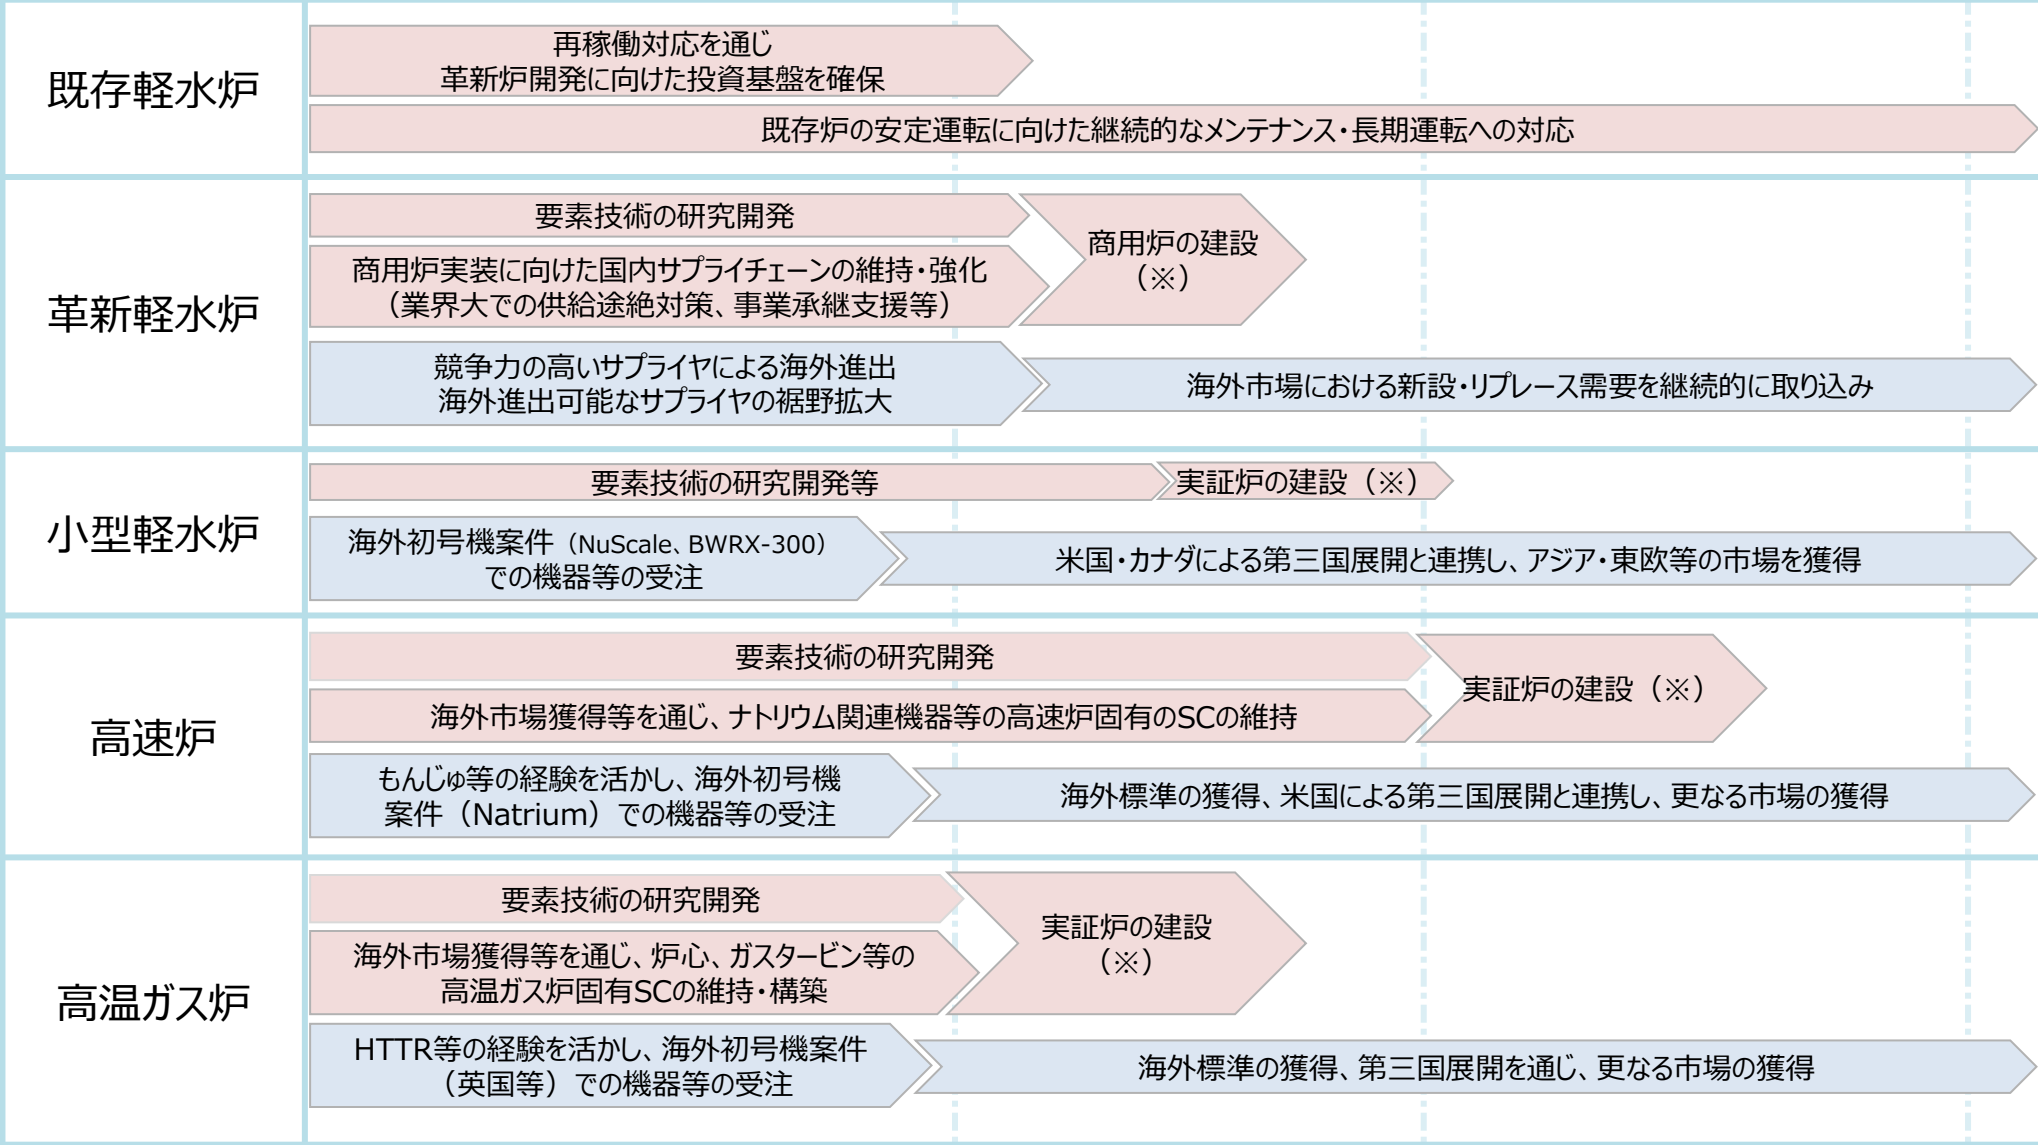 既存軽水炉
再稼働対応を通じ
革新炉開発に向けた投資基盤を確保
既存炉の安定運転に向けた継続的なメンテナンス・長期運転への対応
革新軽水炉
要素技術の研究開発
商用炉実装に向けた国内サプライチェーンの維持・強化
（業界大での供給途絶対策、事業承継支援等）
商用炉の建設
（※）
競争力の高いサプライヤによる海外進出
海外進出可能なサプライヤの裾野拡大
海外市場における新設・リプレース需要を継続的に取り込み
小型軽水炉
要素技術の研究開発等
実証炉の建設（※）
海外初号機案件（NuScale、BWRX-300）
での機器等の受注
米国・カナダによる第三国展開と連携し、アジア・東欧等の市場を獲得
高速炉
要素技術の研究開発
海外市場獲得等を通じ、ナトリウム関連機器等の高速炉固有のSCの維持
実証炉の建設（※）
もんじゅ等の経験を活かし、海外初号機
案件（Natrium）での機器等の受注
海外標準の獲得、米国による第三国展開と連携し、更なる市場の獲得
高温ガス炉
要素技術の研究開発
海外市場獲得等を通じ、炉心、ガスタービン等の
高温ガス炉固有SCの維持・構築
実証炉の建設
（※）
HTTR等の経験を活かし、海外初号機案件
（英国等）での機器等の受注
海外標準の獲得、第三国展開を通じ、更なる市場の獲得